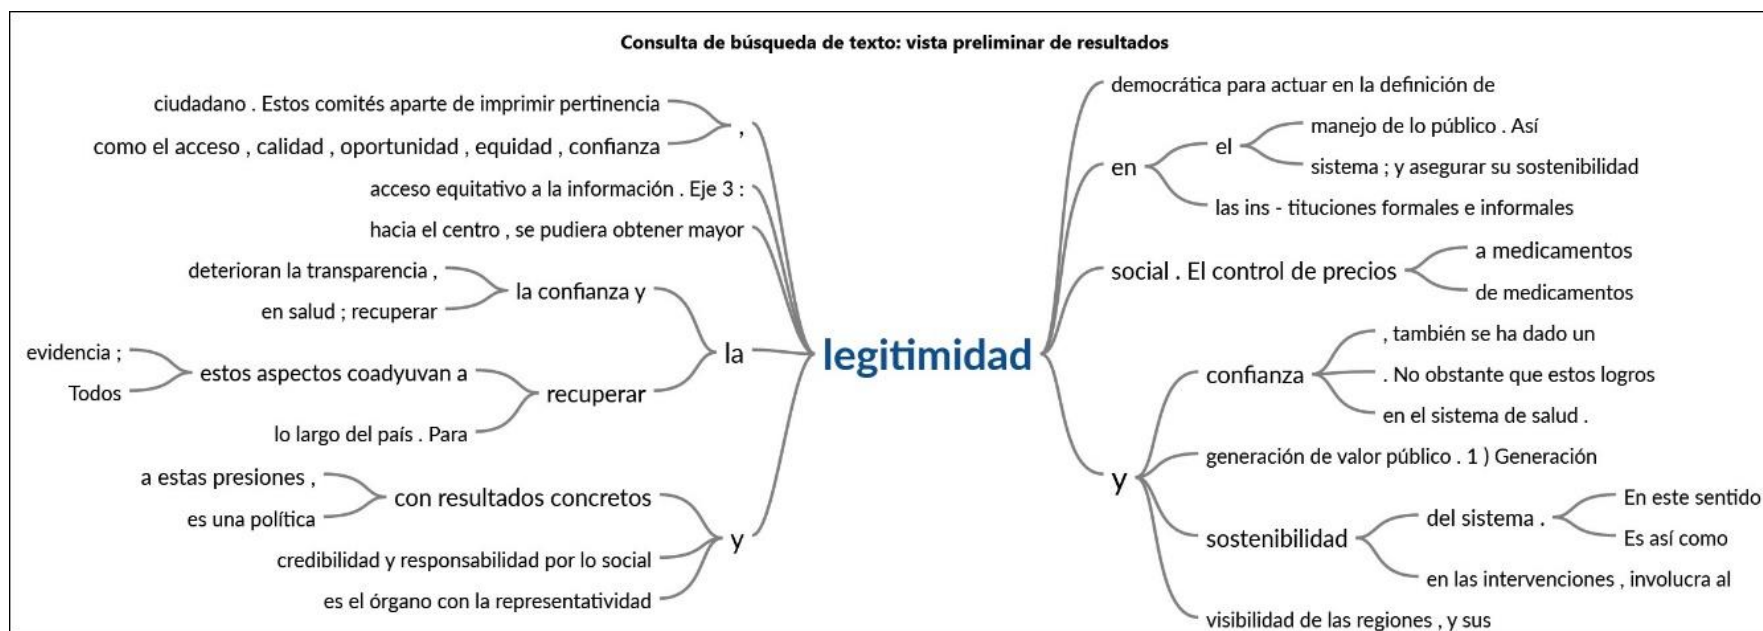 Consulta de búsqueda de texto: vista preliminar de resultados
ciudadano . Estos comités aparte de imprimir pertinencia
como el acceso , calidad , oportunidad , equidad , confianza
,
acceso equitativo a la información . Eje 3 :
hacia el centro , se pudiera obtener mayor
deterioran la transparencia ,
en salud ; recuperar
la confianza y
evidencia ;
Todos
estos aspectos coadyuvan a
lo largo del país . Para
recuperar
la
a estas presiones ,
es una política
con resultados concretos
credibilidad y responsabilidad por lo social
es el órgano con la representatividad
y
legitimidad
democrática para actuar en la definición de
en
el
manejo de lo público . Así
sistema ; y asegurar su sostenibilidad
las ins - tituciones formales e informales
social . El control de precios
a medicamentos
de medicamentos
y
confianza
, también se ha dado un
. No obstante que estos logros
en el sistema de salud .
generación de valor público . 1 ) Generación
sostenibilidad
del sistema .
En este sentido
Es así como
en las intervenciones , involucra al
visibilidad de las regiones , y sus